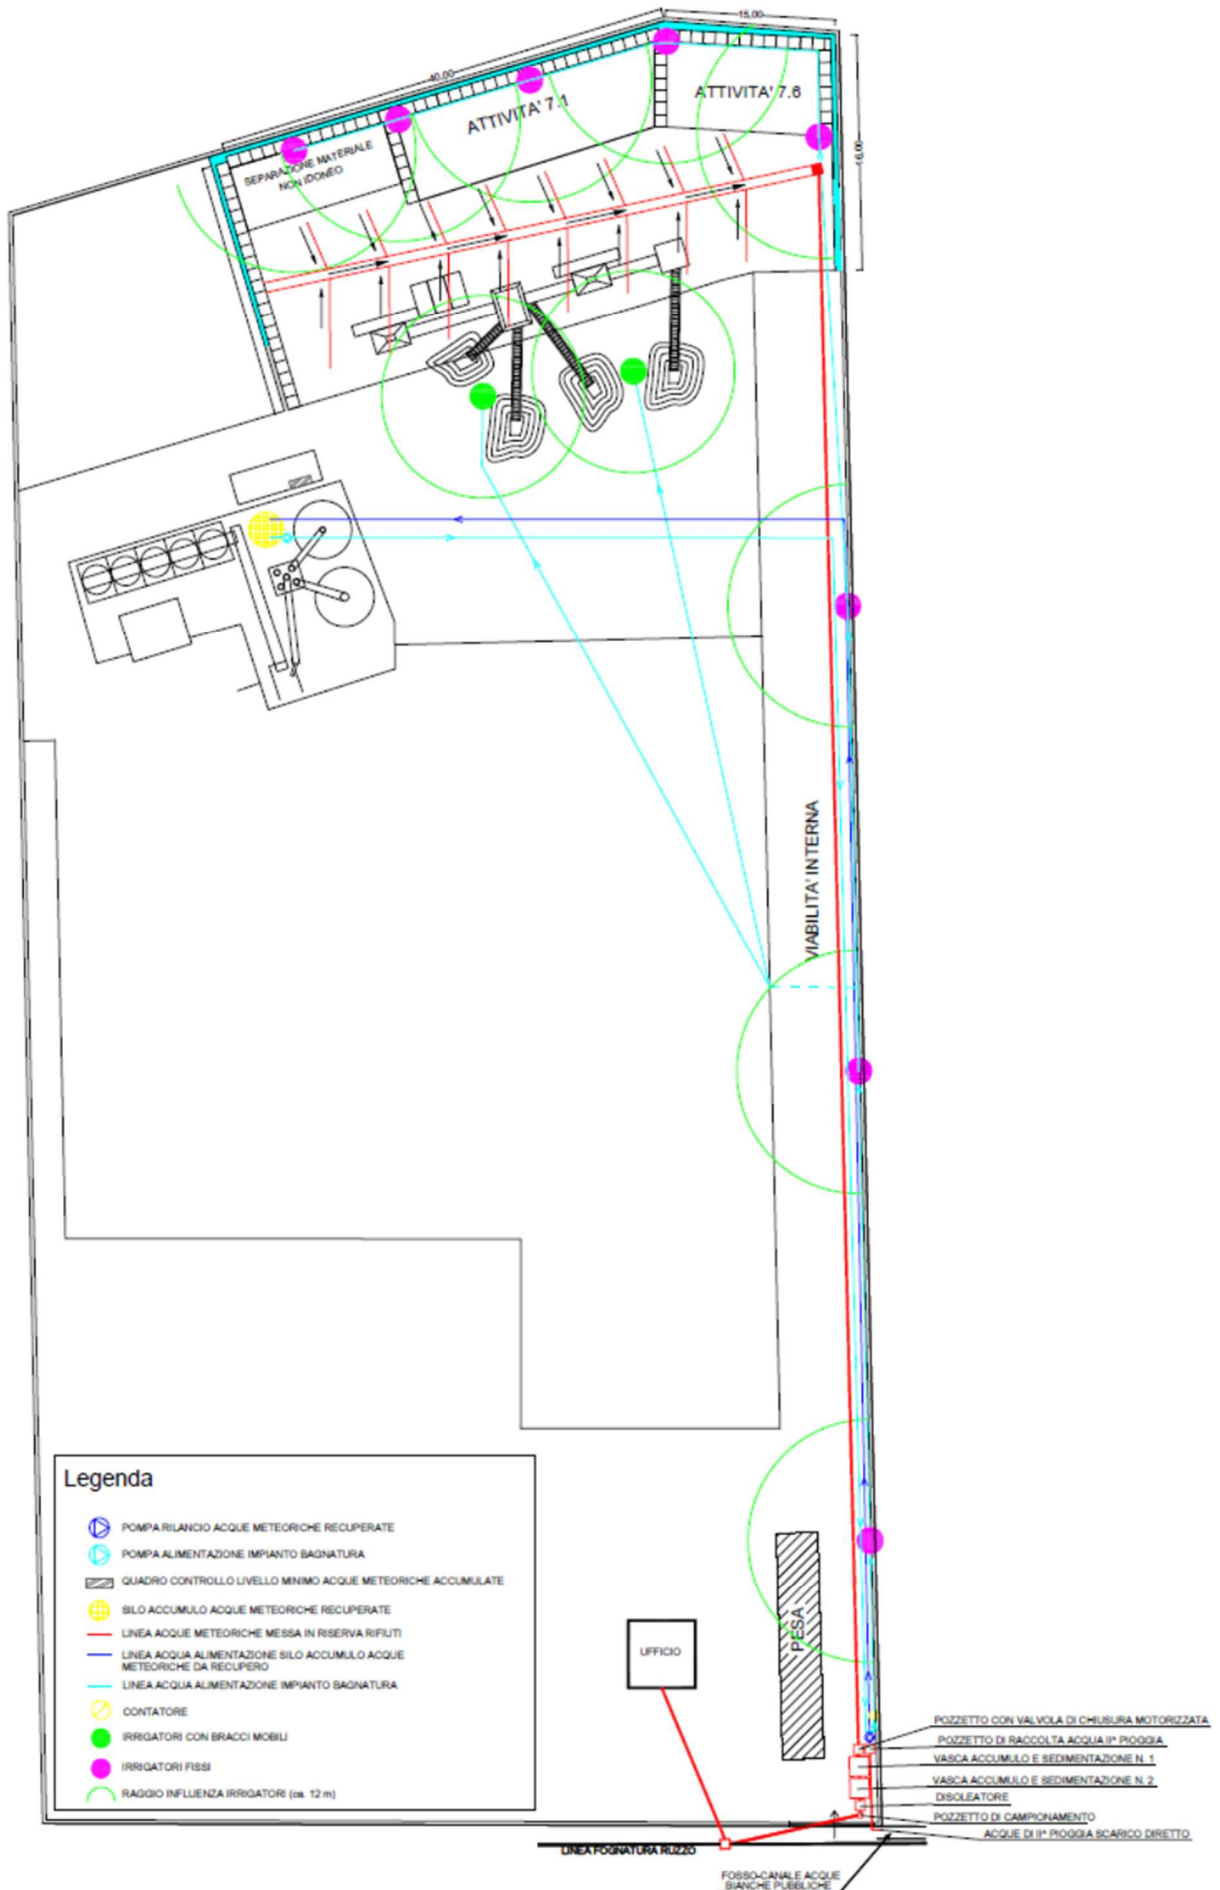 15,00
40,00
ATTIVITA' 7.6
ATTIVITA' 7.1
16,00
SEPARAZIONE MATERIALE
NON IDONEO
VIABILITA' INTERNA
Legenda
POMPA RILANCIO ACQUE METEORICHE RECUPERATE
POMPA ALIMENTAZIONE IMPIANTO BAGNATURA
QUADRO CONTROLLO LIVELLO MINIMO ACQUE METEORICHE ACCUMULATE
SILO ACCUMULO ACQUE METEORICHE RECUPERATE
LINEA ACQUE METEORICHE MESSA IN RISERVA RIFIUTI
LINEA ACQUA ALIMENTAZIONE SILO ACCUMULO ACQUE
METEORICHE DA RECUPERO
LINEA ACQUA ALIMENTAZIONE IMPIANTO BAGNATURA
CONTATORE
IRRIGATORI CON BRACCI MOBILI
IRRIGATORI FISSI
RAGGIO INFLUENZA IRRIGATORI (ca. 12 m)
PESA
UFFICIO
POZZETTO CON VALVOLA DI CHIUSURA MOTORIZZATA
POZZETTO DI RACCOLTA ACQUA II^ PIOGGIA
VASCA ACCUMULO E SEDIMENTAZIONE N. 1
VASCA ACCUMULO E SEDIMENTAZIONE N. 2
DISOLEATORE
POZZETTO DI CAMPIONAMENTO
ACQUE DI II^ PIOGGIA SCARICO DIRETTO
LINEA FOGNATURA RUZZO
FOSSO-CANALE ACQUE
BIANCHE PUBBLICHE